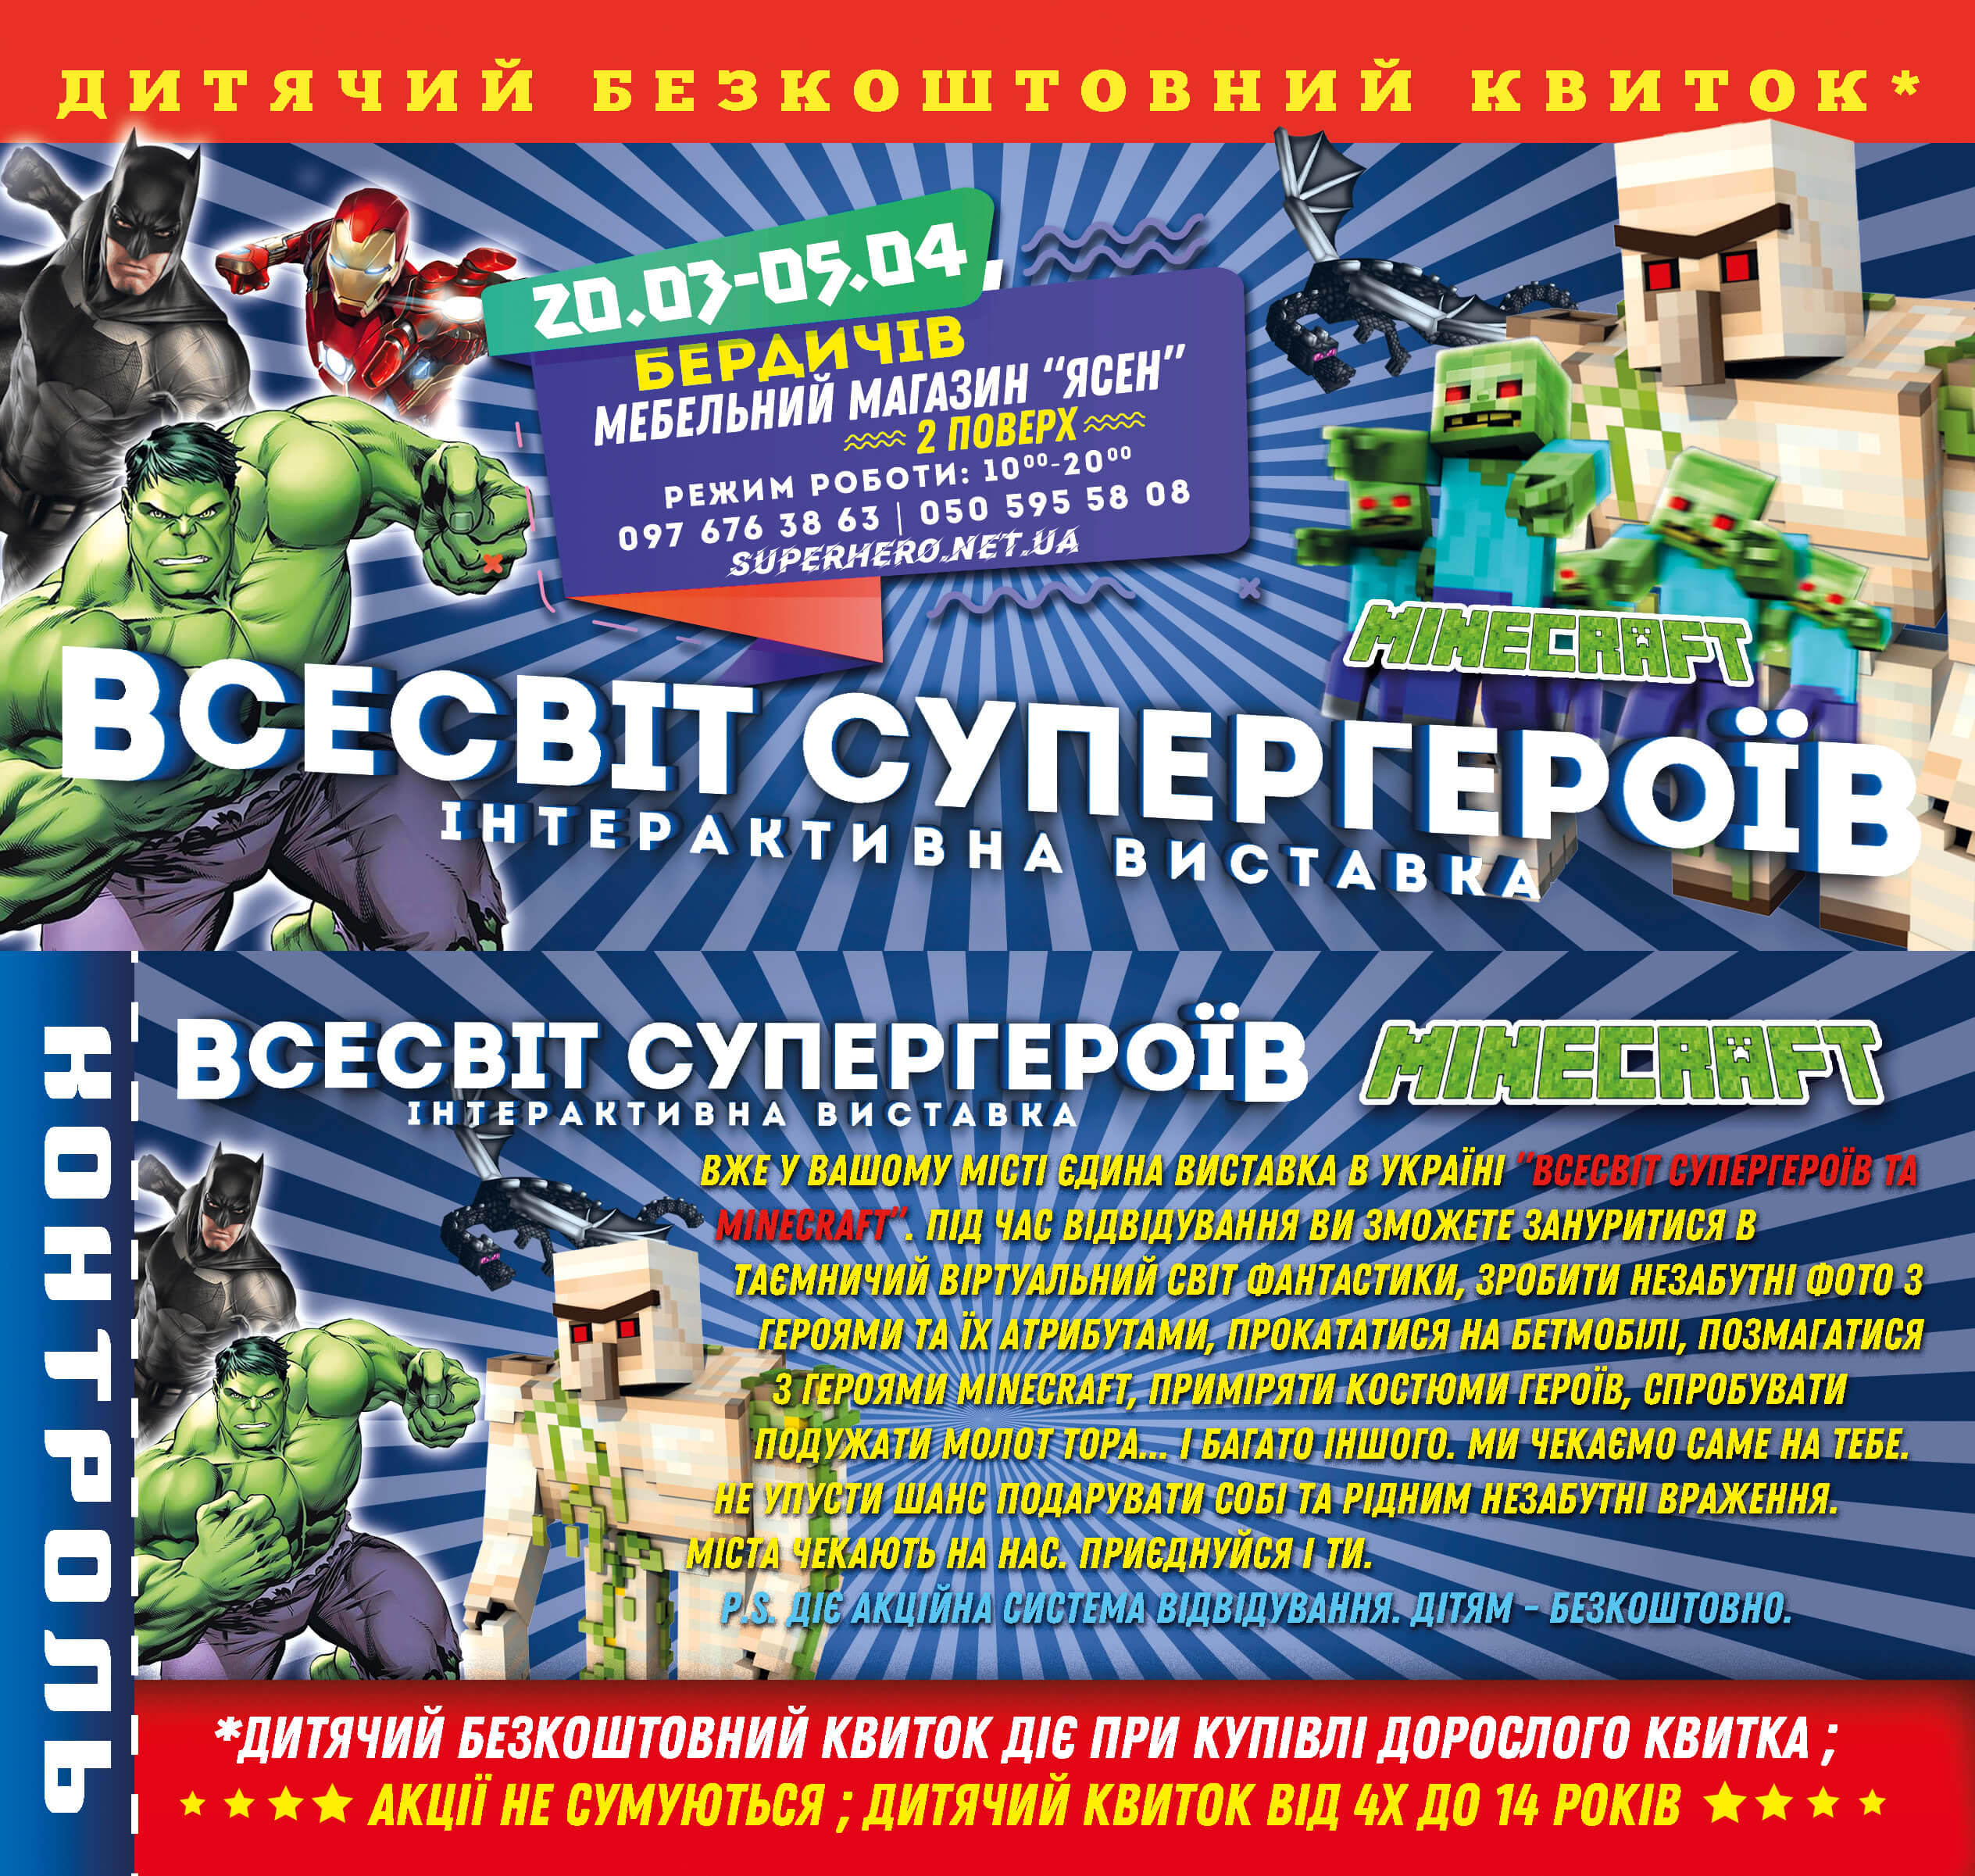 ДИТЯЧИЙ БЕЗКОШТОВНИЙ КВИТОК*
20.03-05.04,
БЕРДИЧІВ
МЕБЕЛЬНИЙ МАГАЗИН "ЯСЕН"
2 ПОВЕРХ
РЕЖИМ РОБОТИ: 10⁰⁰-20⁰⁰
097 676 38 63 | 050 595 58 08
SUPERHERO.NET.UA
MINECRAFT
ВСЕСВІТ СУПЕРГЕРОЇВ
ІНТЕРАКТИВНА ВИСТАВКА
КОНТРОЛЬ
ВСЕСВІТ СУПЕРГЕРОЇВ
ІНТЕРАКТИВНА ВИСТАВКА
MINECRAFT
ВЖЕ У ВАШОМУ МІСТІ ЄДИНА ВИСТАВКА В УКРАЇНІ "ВСЕСВІТ СУПЕРГЕРОЇВ ТА
MINECRAFT". ПІД ЧАС ВІДВІДУВАННЯ ВИ ЗМОЖЕТЕ ЗАНУРИТИСЯ В
ТАЄМНИЧИЙ ВІРТУАЛЬНИЙ СВІТ ФАНТАСТИКИ, ЗРОБИТИ НЕЗАБУТНІ ФОТО З
ГЕРОЯМИ ТА ЇХ АТРИБУТАМИ, ПРОКАТАТИСЯ НА БЕТМОБІЛІ, ПОЗМАГАТИСЯ
З ГЕРОЯМИ MINECRAFT, ПРИМІРЯТИ КОСТЮМИ ГЕРОЇВ, СПРОБУВАТИ
ПОДУЖАТИ МОЛОТ ТОРА... І БАГАТО ІНШОГО. МИ ЧЕКАЄМО САМЕ НА ТЕБЕ.
НЕ УПУСТИ ШАНС ПОДАРУВАТИ СОБІ ТА РІДНИМ НЕЗАБУТНІ ВРАЖЕННЯ.
МІСТА ЧЕКАЮТЬ НА НАС. ПРИЄДНУЙСЯ І ТИ.
P.S. ДІЄ АКЦІЙНА СИСТЕМА ВІДВІДУВАННЯ. ДІТЯМ - БЕЗКОШТОВНО.
*ДИТЯЧИЙ БЕЗКОШТОВНИЙ КВИТОК ДІЄ ПРИ КУПІВЛІ ДОРОСЛОГО КВИТКА ;
АКЦІЇ НЕ СУМУЮТЬСЯ ; ДИТЯЧИЙ КВИТОК ВІД 4Х ДО 14 РОКІВ